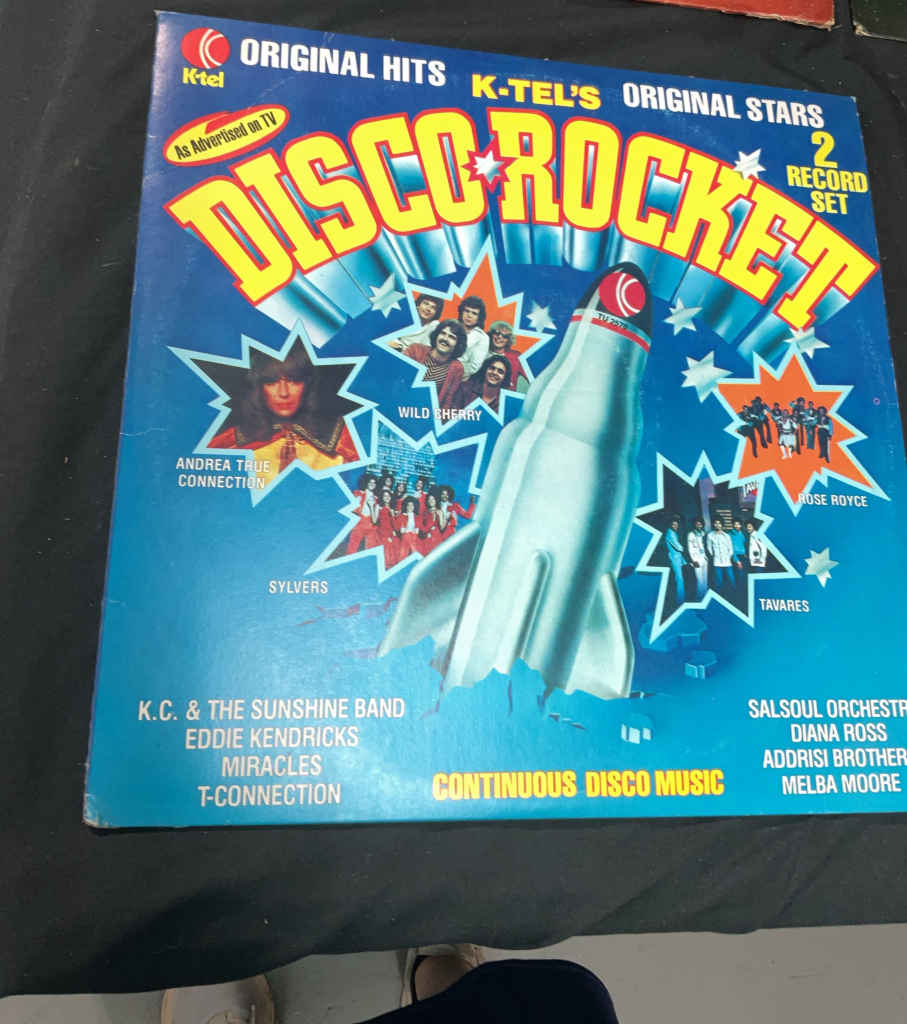 K-tel
ORIGINAL HITS
K-TEL'S
ORIGINAL STARS
As Advertised on TV
2
RECORD
SET
DISCO ROCKET
WILD CHERRY
ANDREA TRUE
CONNECTION
ROSE ROYCE
SYLVERS
TAVARES
K.C. & THE SUNSHINE BAND
EDDIE KENDRICKS
MIRACLES
T-CONNECTION
CONTINUOUS DISCO MUSIC
SALSOUL ORCHESTR
DIANA ROSS
ADDRISI BROTHER
MELBA MOORE